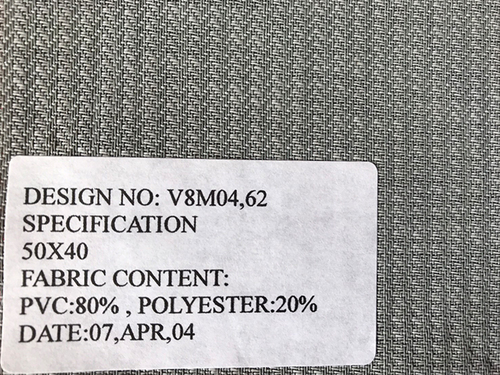 DESIGN NO: V8M04,62
SPECIFICATION
50X40
FABRIC CONTENT:
PVC:80% , POLYESTER:20%
DATE:07,APR,04